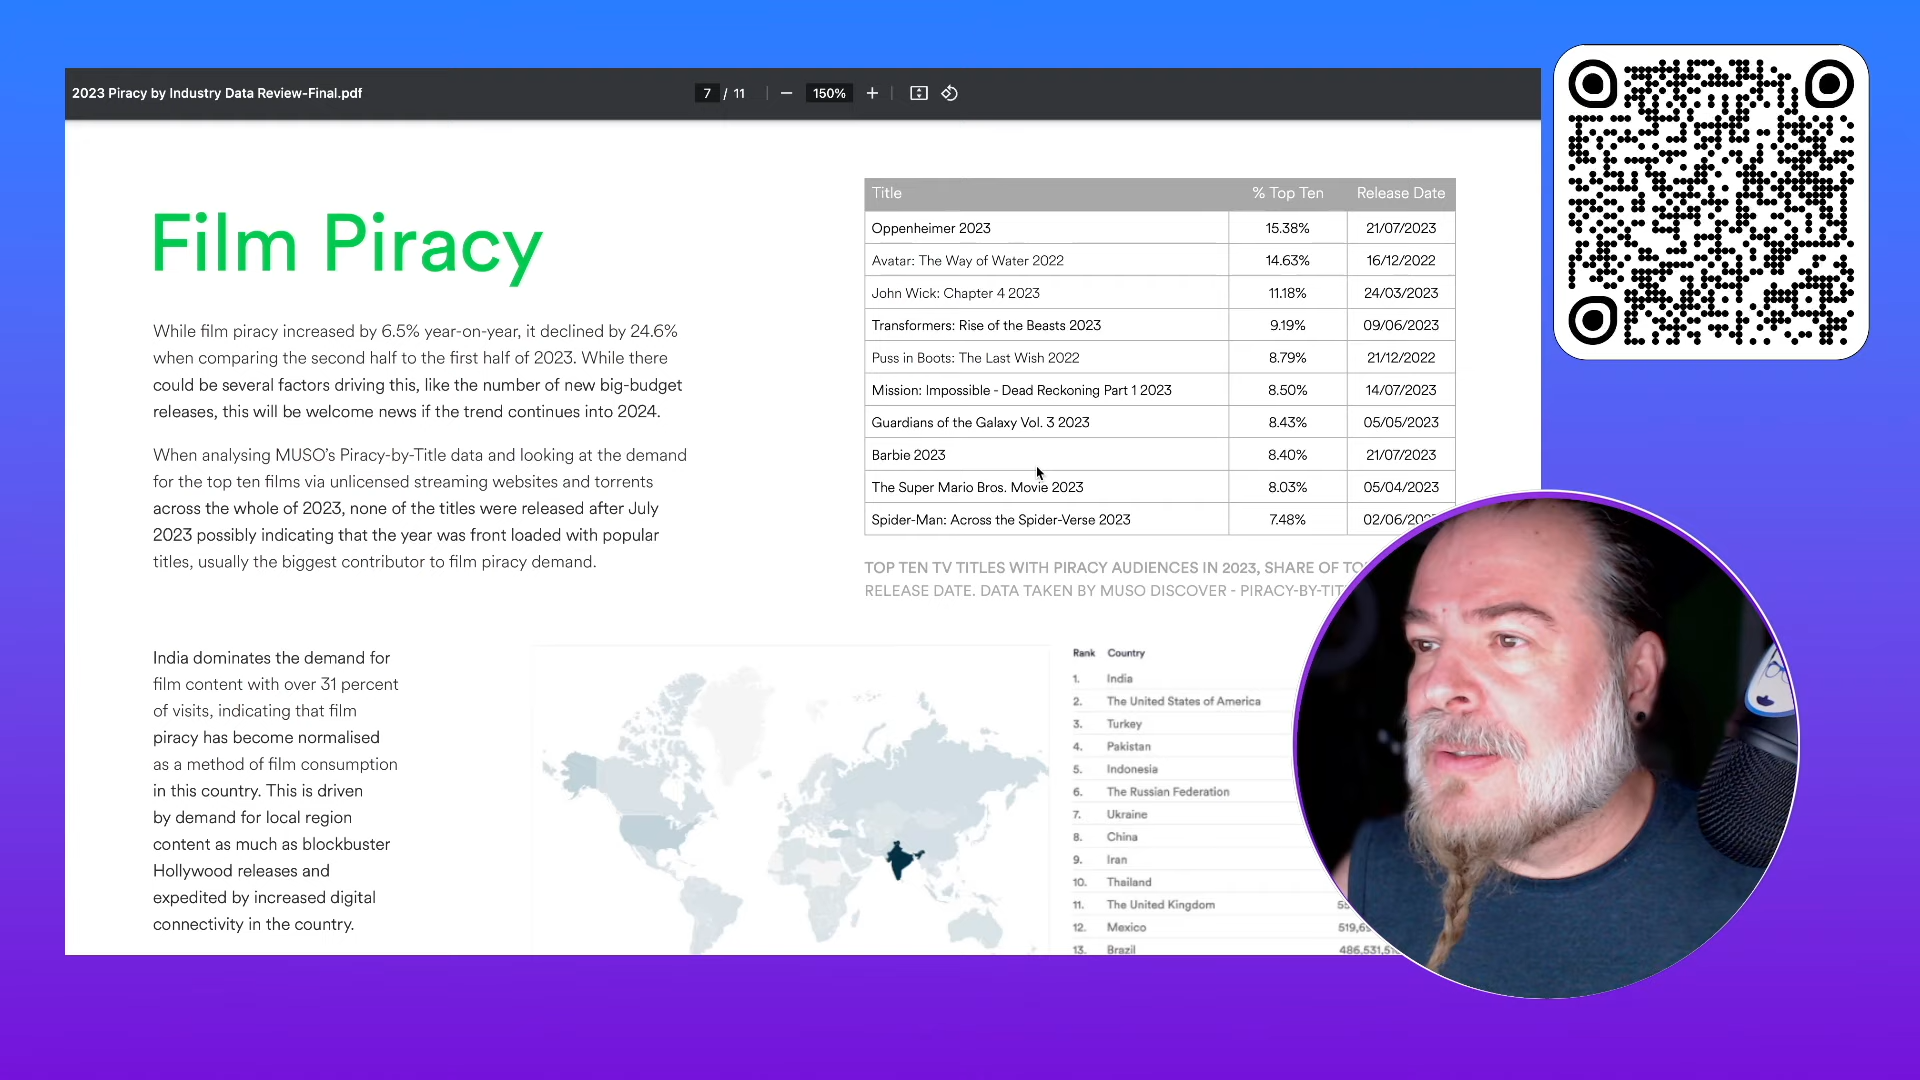 2023 Piracy by Industry Data Review-Final.pdf
7 / 11
150%
Film Piracy
While film piracy increased by 6.5% year-on-year, it declined by 24.6%
when comparing the second half to the first half of 2023. While there
could be several factors driving this, like the number of new big-budget
releases, this will be welcome news if the trend continues into 2024.
When analysing MUSO's Piracy-by-Title data and looking at the demand
for the top ten films via unlicensed streaming websites and torrents
across the whole of 2023, none of the titles were released after July
2023 possibly indicating that the year was front loaded with popular
titles, usually the biggest contributor to film piracy demand.
Title % Top Ten Release Date
Oppenheimer 2023 15.38% 21/07/2023
Avatar: The Way of Water 2022 14.63% 16/12/2022
John Wick: Chapter 4 2023 11.18% 24/03/2023
Transformers: Rise of the Beasts 2023 9.19% 09/06/2023
Puss in Boots: The Last Wish 2022 8.79% 21/12/2022
Mission: Impossible - Dead Reckoning Part 1 2023 8.50% 14/07/2023
Guardians of the Galaxy Vol. 3 2023 8.43% 05/05/2023
Barbie 2023 8.40% 21/07/2023
The Super Mario Bros. Movie 2023 8.03% 05/04/2023
Spider-Man: Across the Spider-Verse 2023 7.48% 02/06/20
TOP TEN TV TITLES WITH PIRACY AUDIENCES IN 2023, SHARE OF
RELEASE DATE. DATA TAKEN BY MUSO DISCOVER - PIRACY-BY-TIT
India dominates the demand for
film content with over 31 percent
of visits, indicating that film
piracy has become normalised
as a method of film consumption
in this country. This is driven
by demand for local region
content as much as blockbuster
Hollywood releases and
expedited by increased digital
connectivity in the country.
Rank Country
1. India
2. The United States of America
3. Turkey
4. Pakistan
5. Indonesia
6. The Russian Federation
7. Ukraine
8. China
9. Iran
10. Thailand
11. The United Kingdom
12. Mexico 519,6
13. Brazil 486,531,5